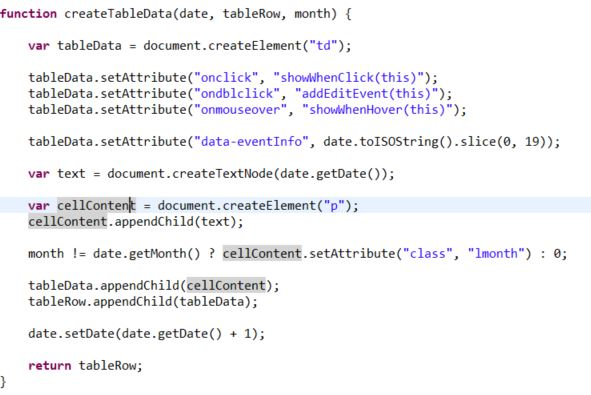 function createTableData(date, tableRow, month) {
var tableData = document.createElement("td");
tableData.setAttribute("onclick", "showWhenClick(this)");
tableData.setAttribute("ondblclick", "addEditEvent(this)");
tableData.setAttribute("onmouseover", "showWhenHover(this)");
tableData.setAttribute("data-eventInfo", date.toISOString().slice(0, 19));
var text = document.createTextNode(date.getDate());
var cellContent = document.createElement("p");
cellContent.appendChild(text);
month != date.getMonth() ? cellContent.setAttribute("class", "lmonth") : 0;
tableData.appendChild(cellContent);
tableRow.appendChild(tableData);
date.setDate(date.getDate() + 1);
return tableRow;
}